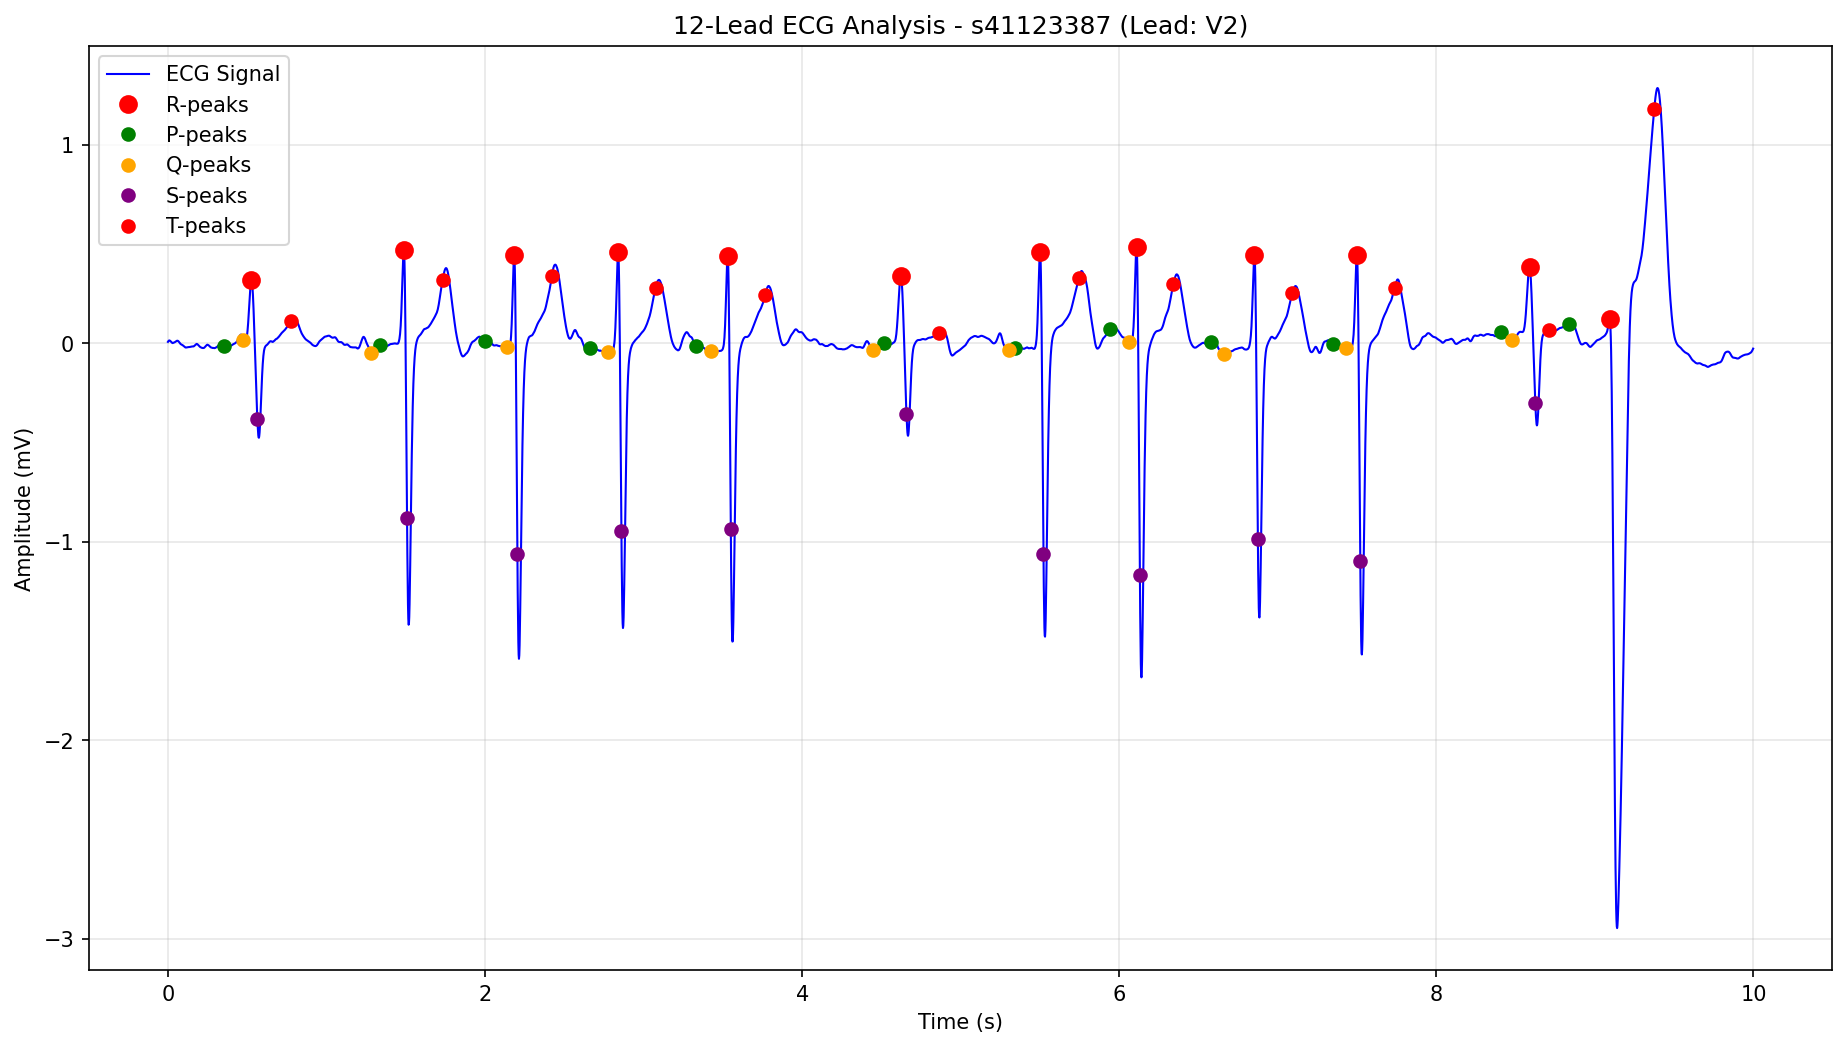 12-Lead ECG Analysis - s41123387 (Lead: V2)
ECG Signal
R-peaks
P-peaks
Q-peaks
S-peaks
T-peaks
Amplitude (mV)
1
0
−1
−2
−3
0
2
4
6
8
10
Time (s)